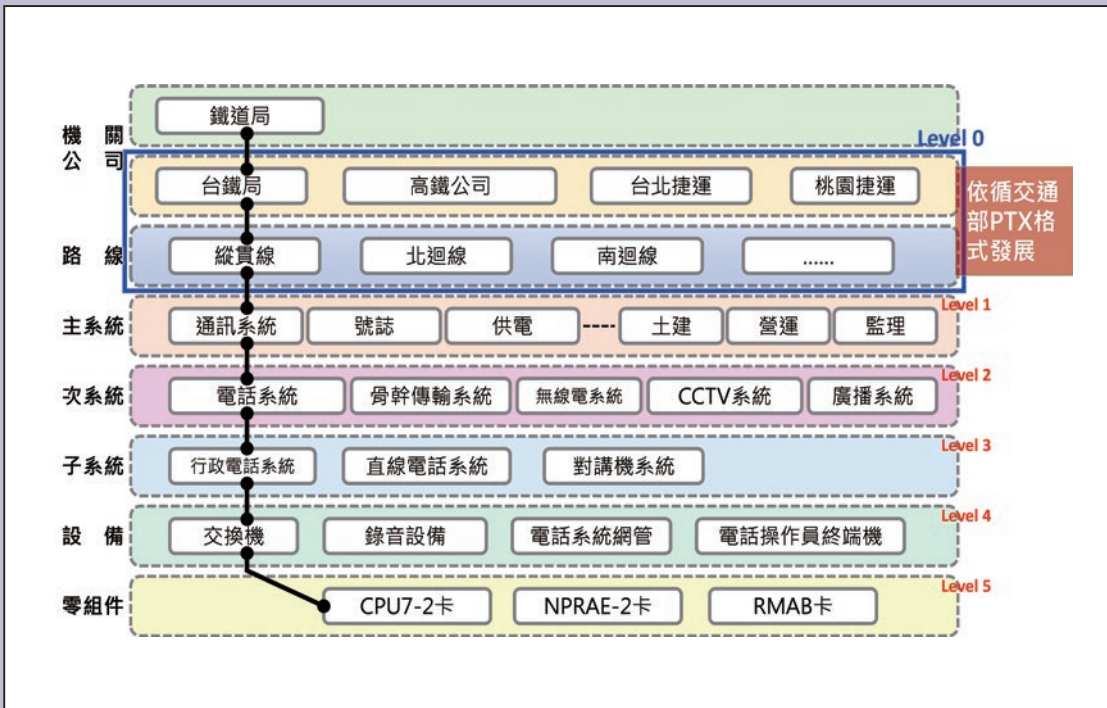 鐵道局
機 關
公 司
Level 0
台鐵局 高鐵公司 台北捷運 桃園捷運
依循交通
部PTX格
式發展
路 線
縱貫線 北迴線 南迴線 ......
Level 1
主系統
通訊系統 號誌 供電 ---- 土建 營運 監理
Level 2
次系統
電話系統 骨幹傳輸系統 無線電系統 CCTV系統 廣播系統
Level 3
子系統
行政電話系統 直線電話系統 對講機系統
Level 4
設 備
交換機 錄音設備 電話系統網管 電話操作員終端機
Level 5
零組件
CPU7-2卡 NPRAE-2卡 RMAB卡